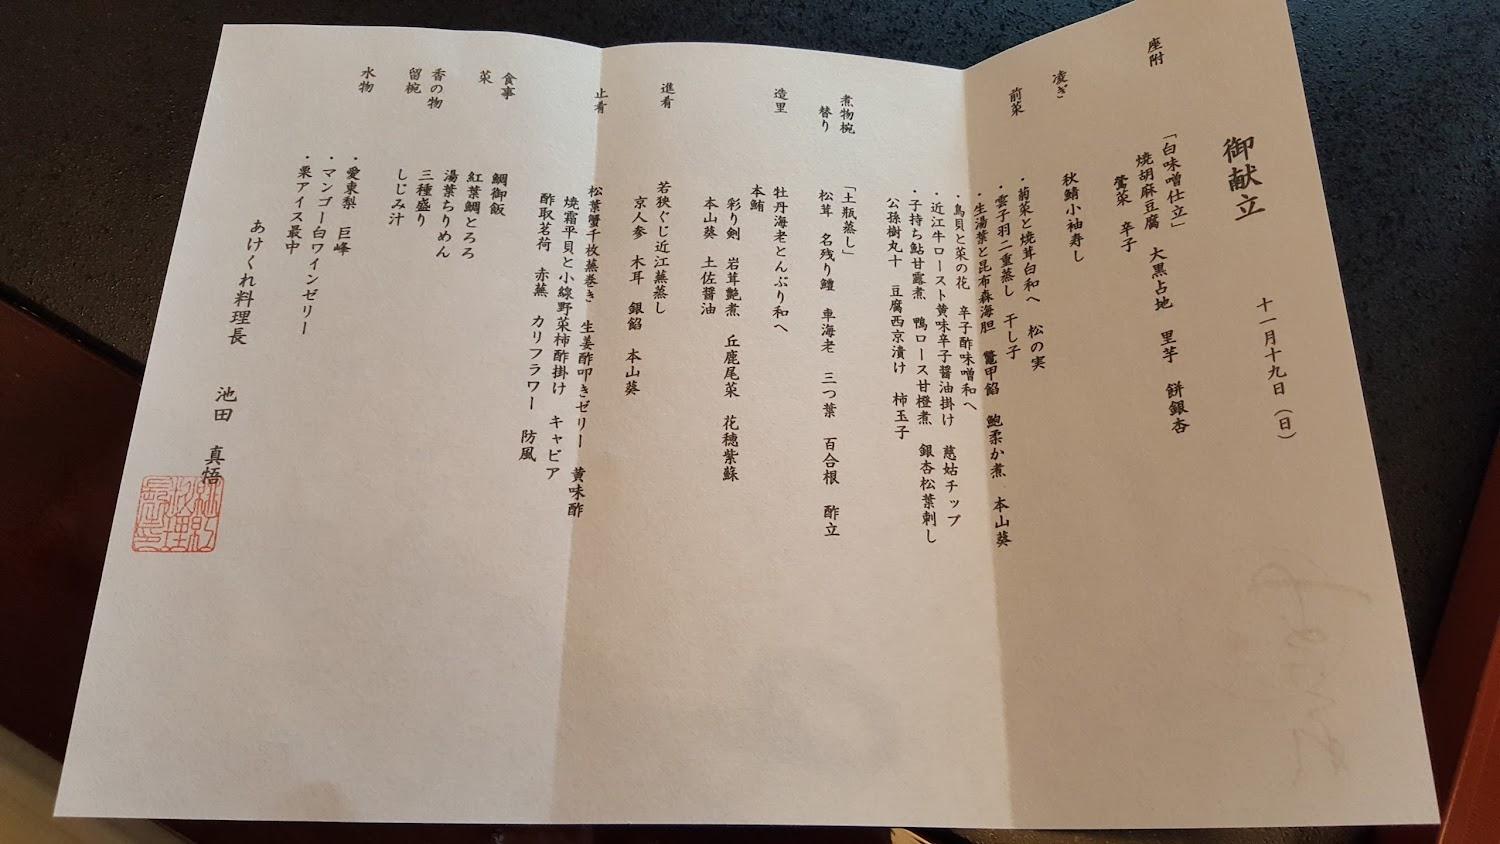 御献立
十一月十九日（日）
座附
「白味噌仕立」
焼胡麻豆腐　大黒占地　里芋　餅銀杏
鶯菜　辛子
凌ぎ
秋鯖小袖寿し
前菜
・菊菜と焼茸白和へ　松の実
・雲子羽二重蒸し　干し子
・生湯葉と昆布森海胆　鼈甲餡　鮑柔か煮　本山葵
・鳥貝と菜の花　辛子酢味噌和へ
・近江牛ロースト黄味辛子醤油掛け　慈姑チップ
・子持ち鮎甘露煮　鴨ロース甘橙煮　銀杏松葉刺し
公孫樹丸十　豆腐西京漬け　柿玉子
煮物椀
替り
「土瓶蒸し」
松茸　名残り鱧　車海老　三つ葉　百合根　酢立
造里
牡丹海老とんぶり和へ
本鮪
彩り剣　岩茸艶煮　丘鹿尾菜　花穂紫蘇
本山葵　土佐醤油
進肴
若狭ぐじ近江蕪蒸し
京人参　木耳　銀餡　本山葵
止肴
松葉蟹千枚蕪巻き　生姜酢叩きゼリー　黄味酢
焼霜平貝と小線野菜柿酢掛け　キャビア
酢取茗荷　赤蕪　カリフラワー　防風
食事
鯛御飯
菜
紅葉鯛とろろ
湯葉ちりめん
香の物
三種盛り
留椀
しじみ汁
水物
・愛東梨　巨峰
・マンゴー白ワインゼリー
・栗アイス最中
あけくれ料理長　池田　真悟